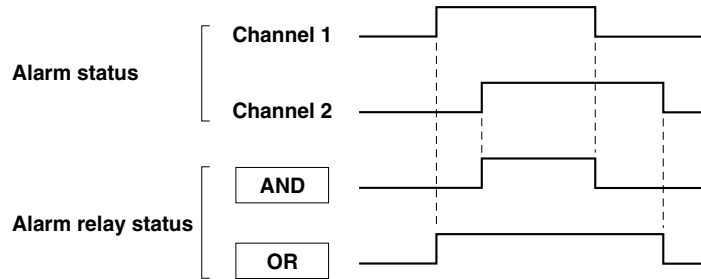 Channel 1
Alarm status
Channel 2
AND
Alarm relay status
OR